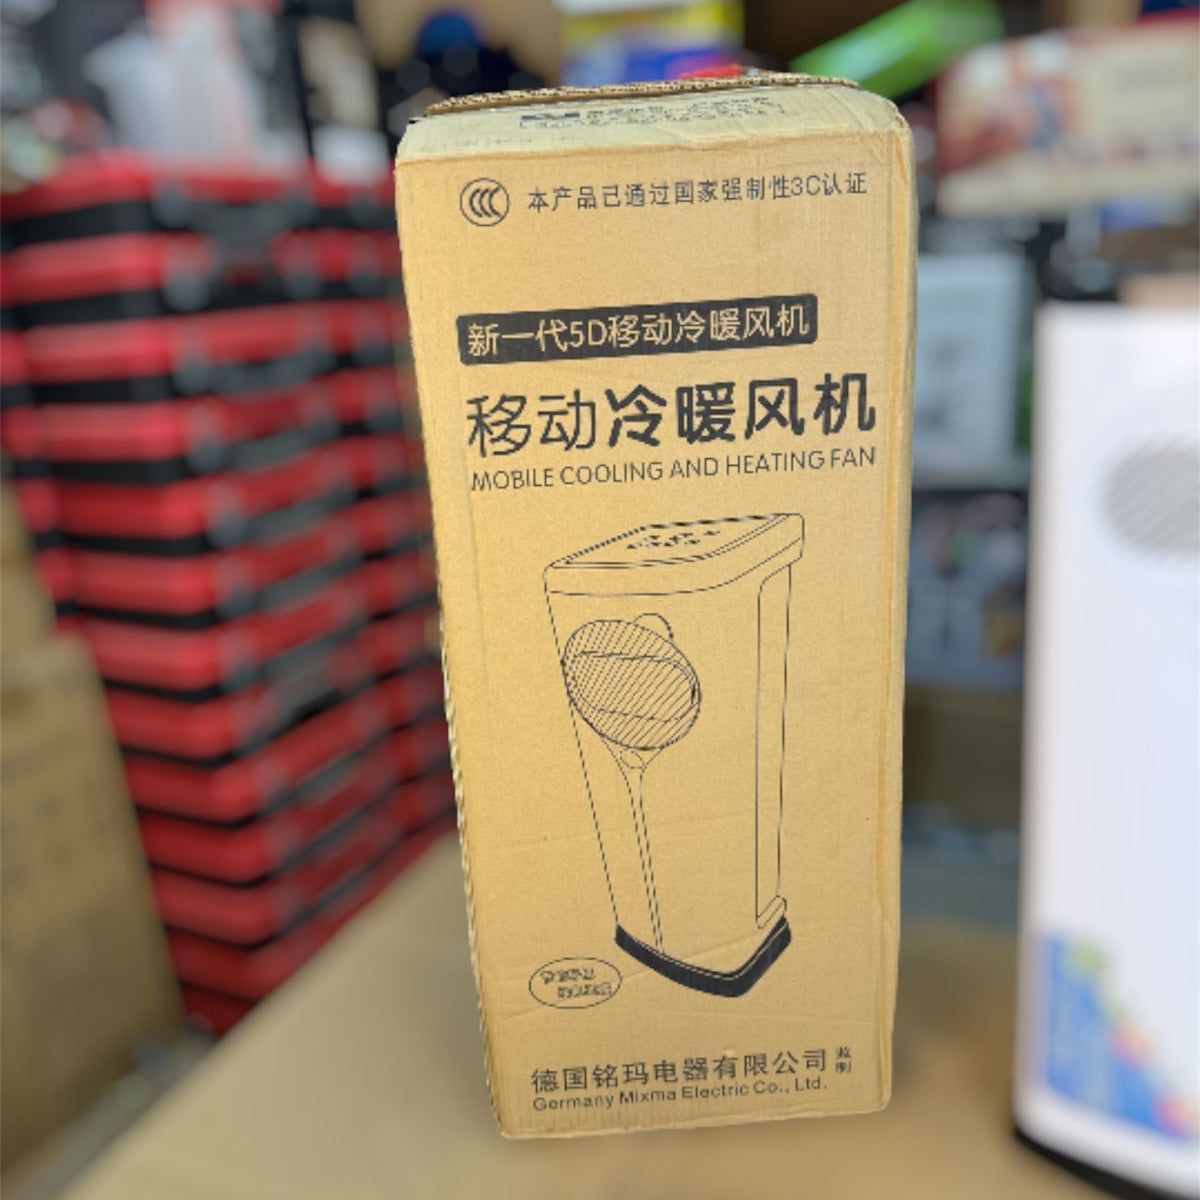 本产品已通过国家强制性3C认证
新一代5D移动冷暖风机
移动冷暖风机
MOBILE COOLING AND HEATING FAN
德国铭玛电器有限公司 监制
Germany Mixma Electric Co., Ltd.